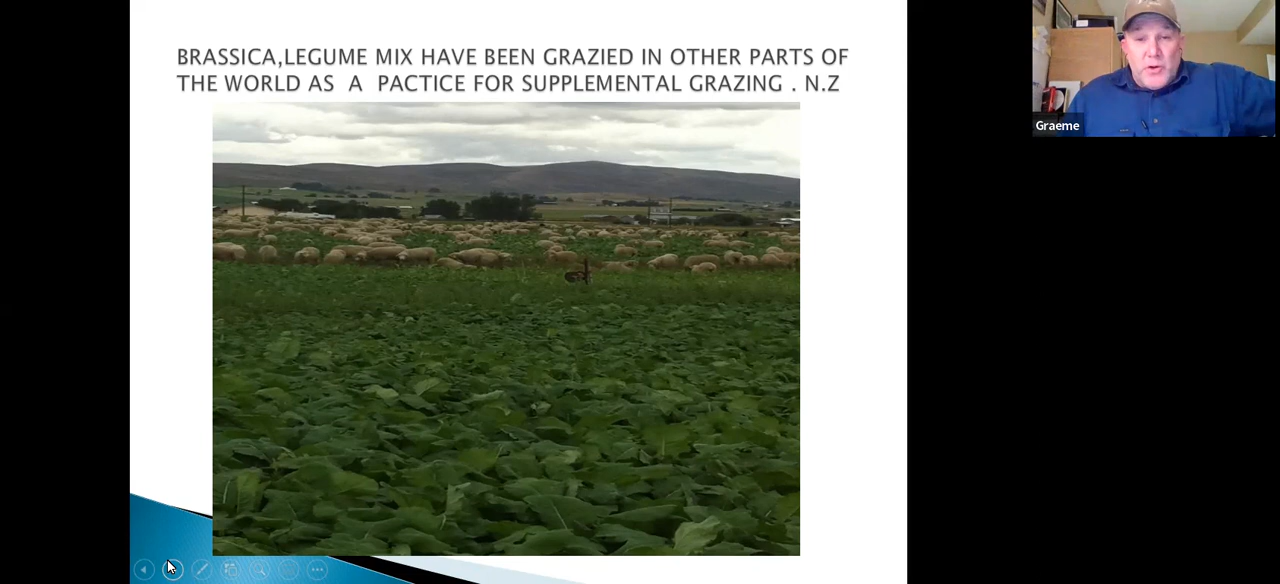 BRASSICA,LEGUME MIX HAVE BEEN GRAZIED IN OTHER PARTS OF
THE WORLD AS A PACTICE FOR SUPPLEMENTAL GRAZING . N.Z
Graeme